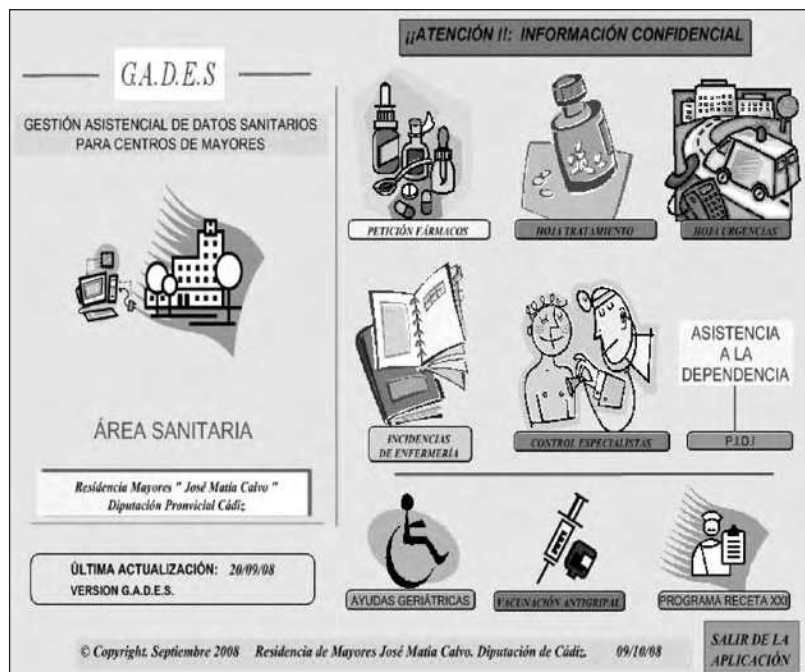 ¡¡ATENCIÓN !!: INFORMACIÓN CONFIDENCIAL
G.A.D.E.S
GESTIÓN ASISTENCIAL DE DATOS SANITARIOS
PARA CENTROS DE MAYORES
PETICIÓN FÁRMACOS
HOJA TRATAMIENTO
HOJA URGENCIAS
ASISTENCIA
A LA
DEPENDENCIA
ÁREA SANITARIA
INCIDENCIAS
DE ENFERMERÍA
CONTROL ESPECIALISTAS
P.I.D.I
Residencia Mayores " José Matía Calvo "
Diputación Pronvicial Cádiz
ÚLTIMA ACTUALIZACIÓN: 20/09/08
VERSION G.A.D.E.S.
AYUDAS GERIÁTRICAS
VACUNACIÓN ANTIGRIPAL
PROGRAMA RECETA XXI
© Copyright. Septiembre 2008 Residencia de Mayores José Matía Calvo. Diputación de Cádiz. 09/10/08
SALIR DE LA
APLICACIÓN